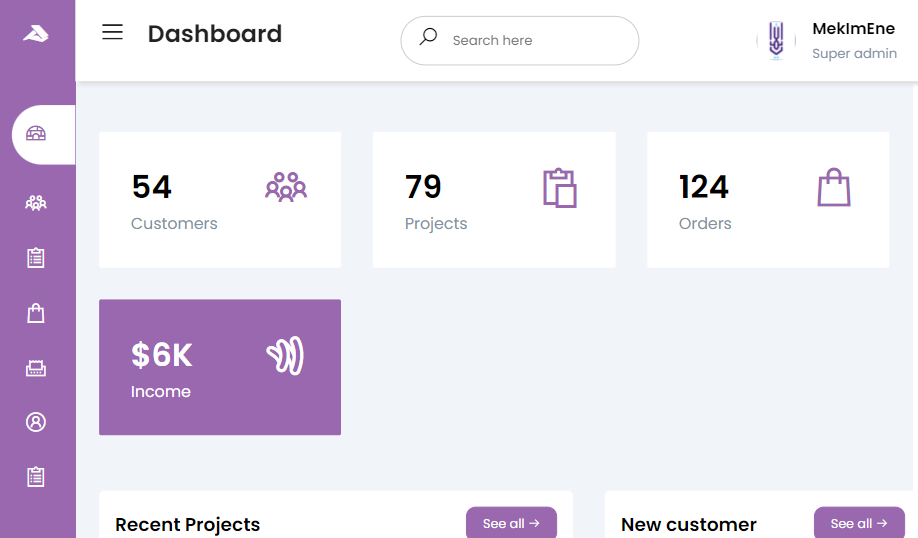 Dashboard
Search here
MekImEne
Super admin
54
Customers
79
Projects
124
Orders
$6K
Income
Recent Projects
See all →
New customer
See all →